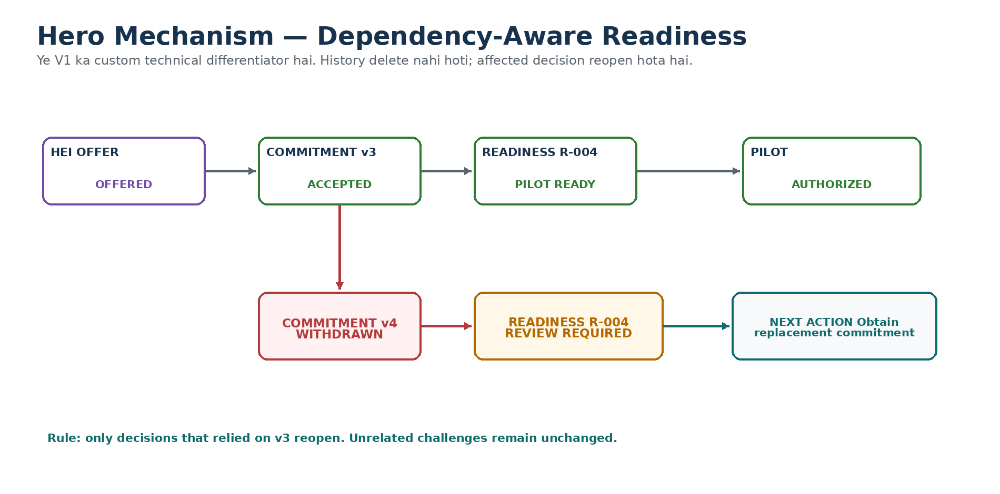 Hero Mechanism — Dependency-Aware Readiness
Ye V1 ka custom technical differentiator hai. History delete nahi hoti; affected decision reopen hota hai.
HEI OFFER
OFFERED
COMMITMENT v3
ACCEPTED
READINESS R-004
PILOT READY
PILOT
AUTHORIZED
COMMITMENT v4
WITHDRAWN
READINESS R-004
REVIEW REQUIRED
NEXT ACTION Obtain
replacement commitment
Rule: only decisions that relied on v3 reopen. Unrelated challenges remain unchanged.